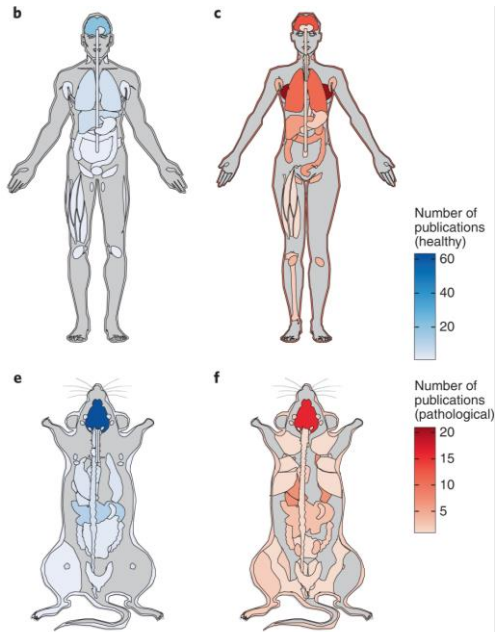 b
c
Number of
publications
(healthy)
60
40
20
e
f
Number of
publications
(pathological)
20
15
10
5